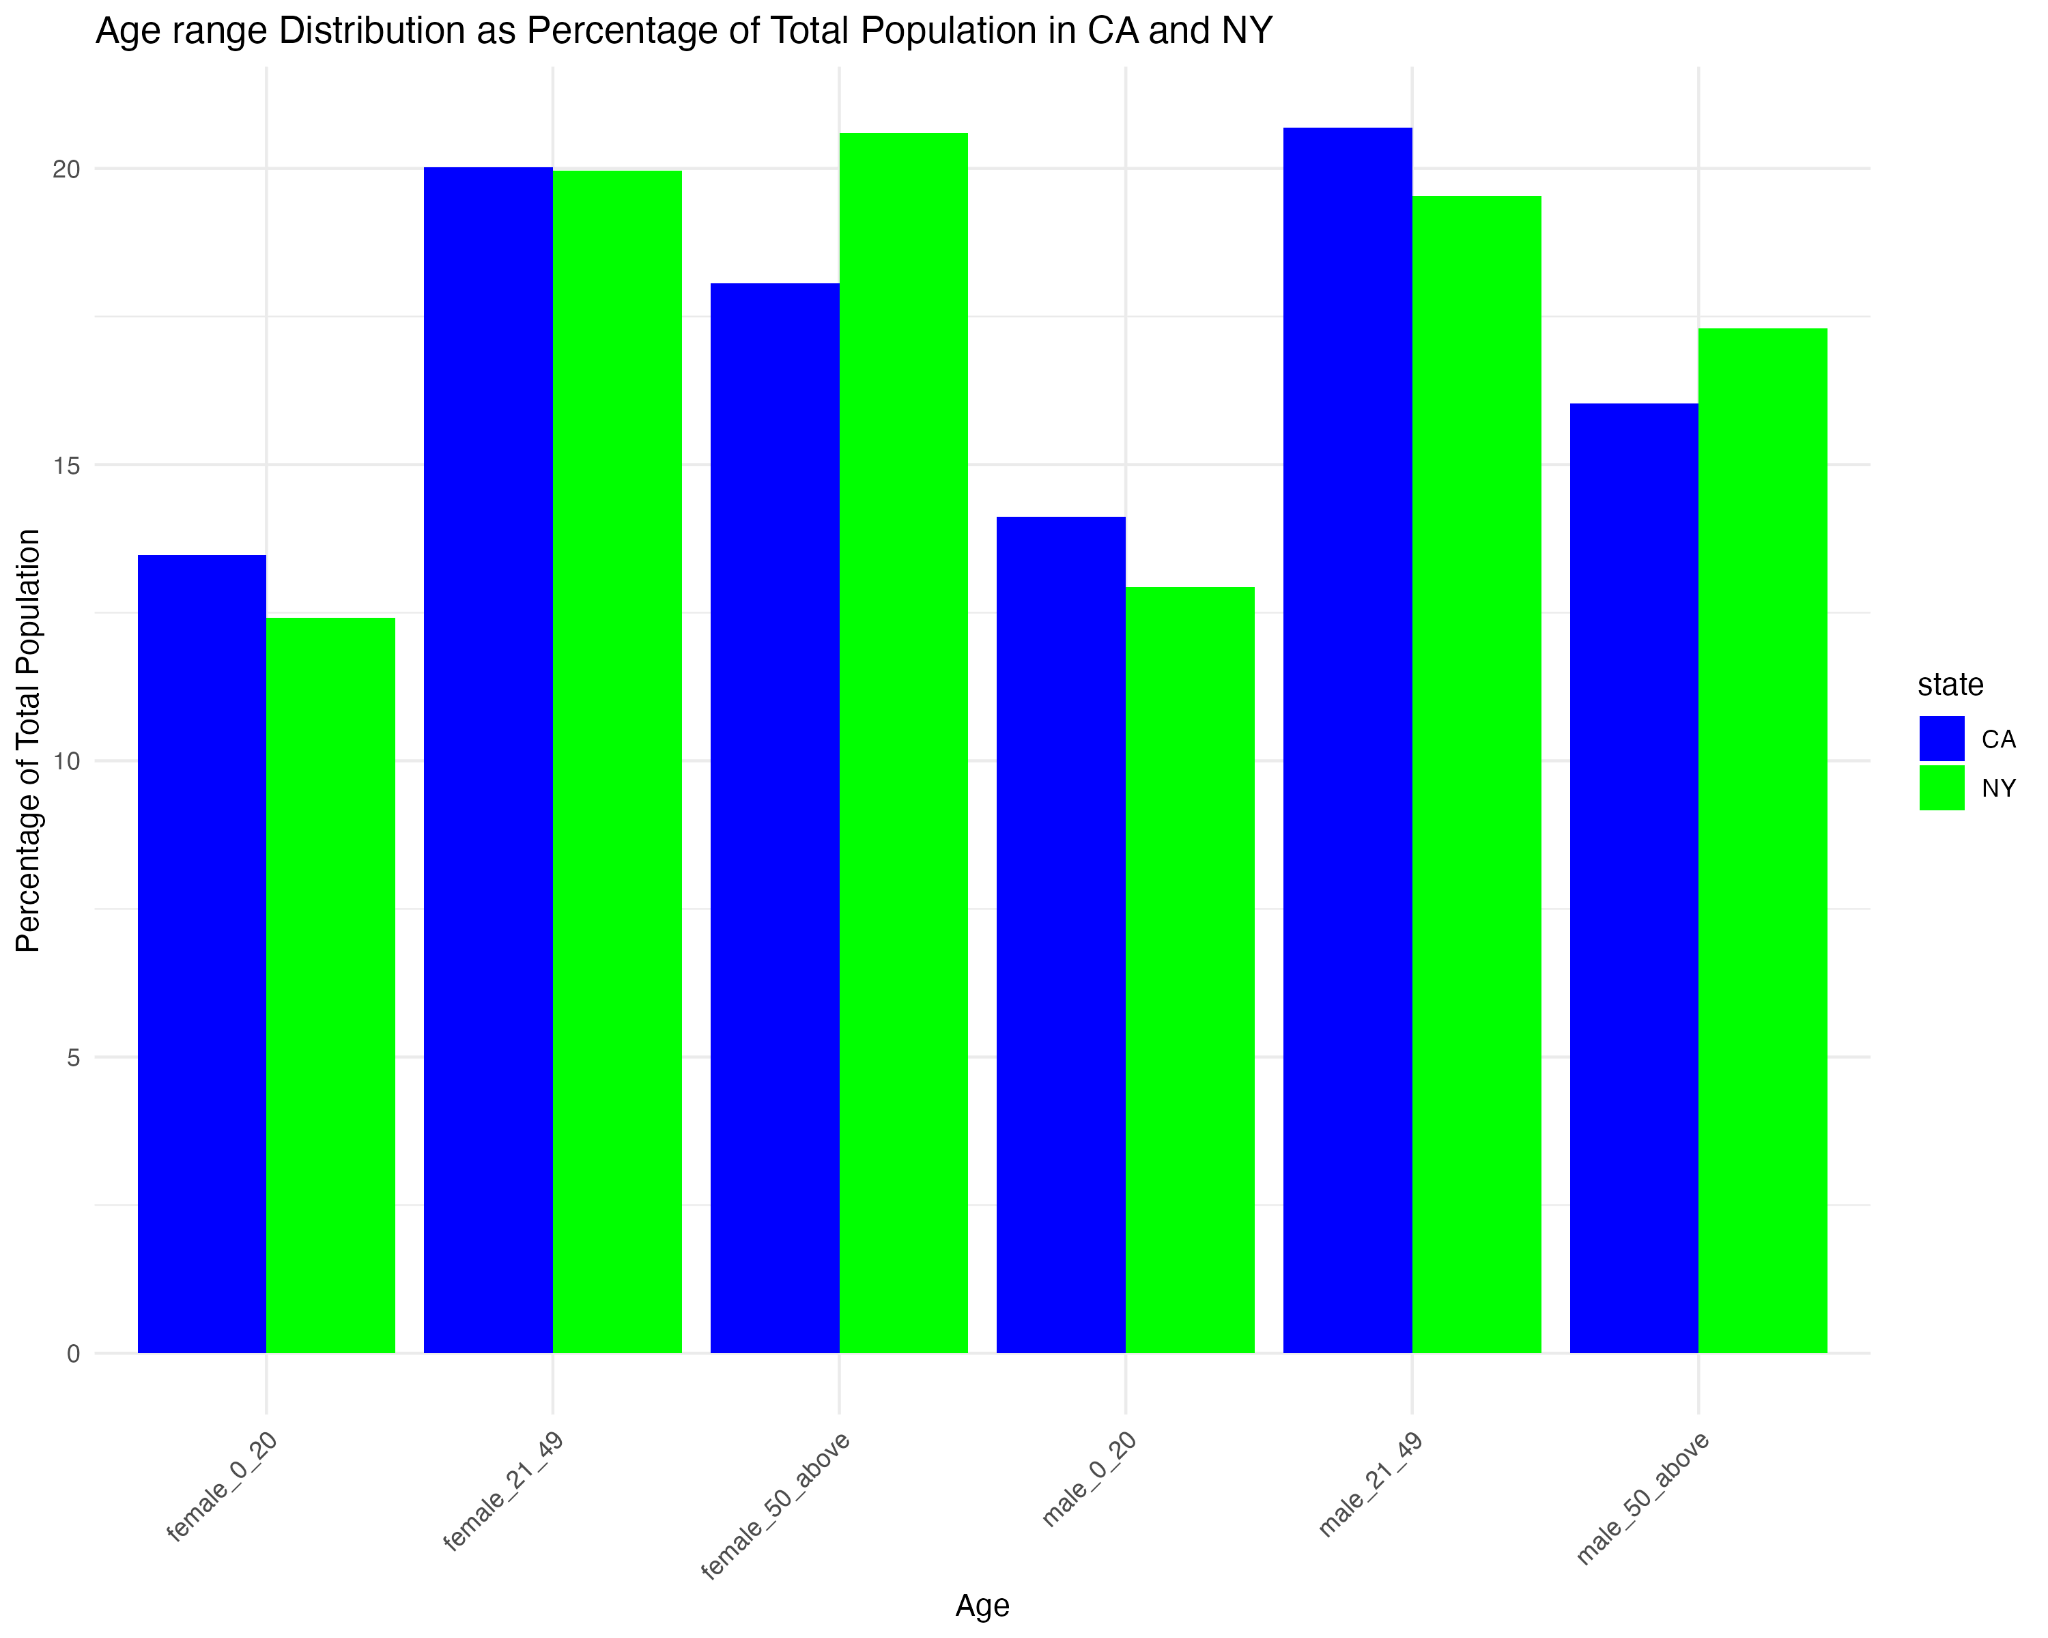 Age range Distribution as Percentage of Total Population in CA and NY
Percentage of Total Population
20
15
10
5
0
female_0_20
female_21_49
female_50_above
male_0_20
male_21_49
male_50_above
Age
state
CA
NY